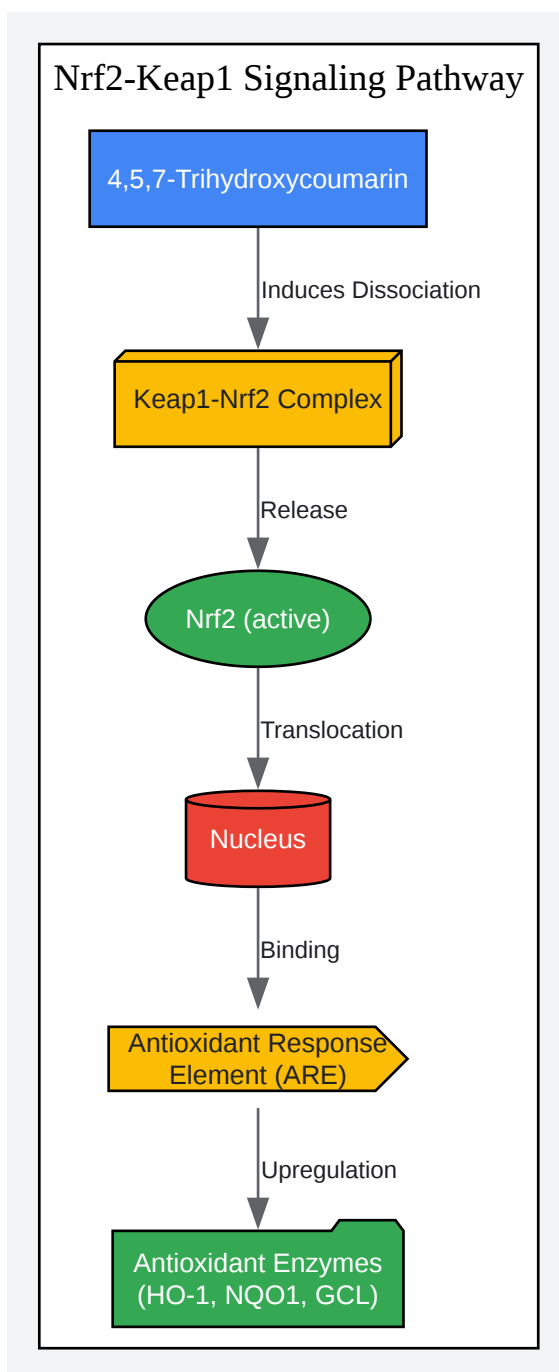 Nrf2-Keap1 Signaling Pathway
4,5,7-Trihydroxycoumarin
Induces Dissociation
Keap1-Nrf2 Complex
Release
Nrf2 (active)
Translocation
Nucleus
Binding
Antioxidant Response
Element (ARE)
Upregulation
Antioxidant Enzymes
(HO-1, NQO1, GCL)